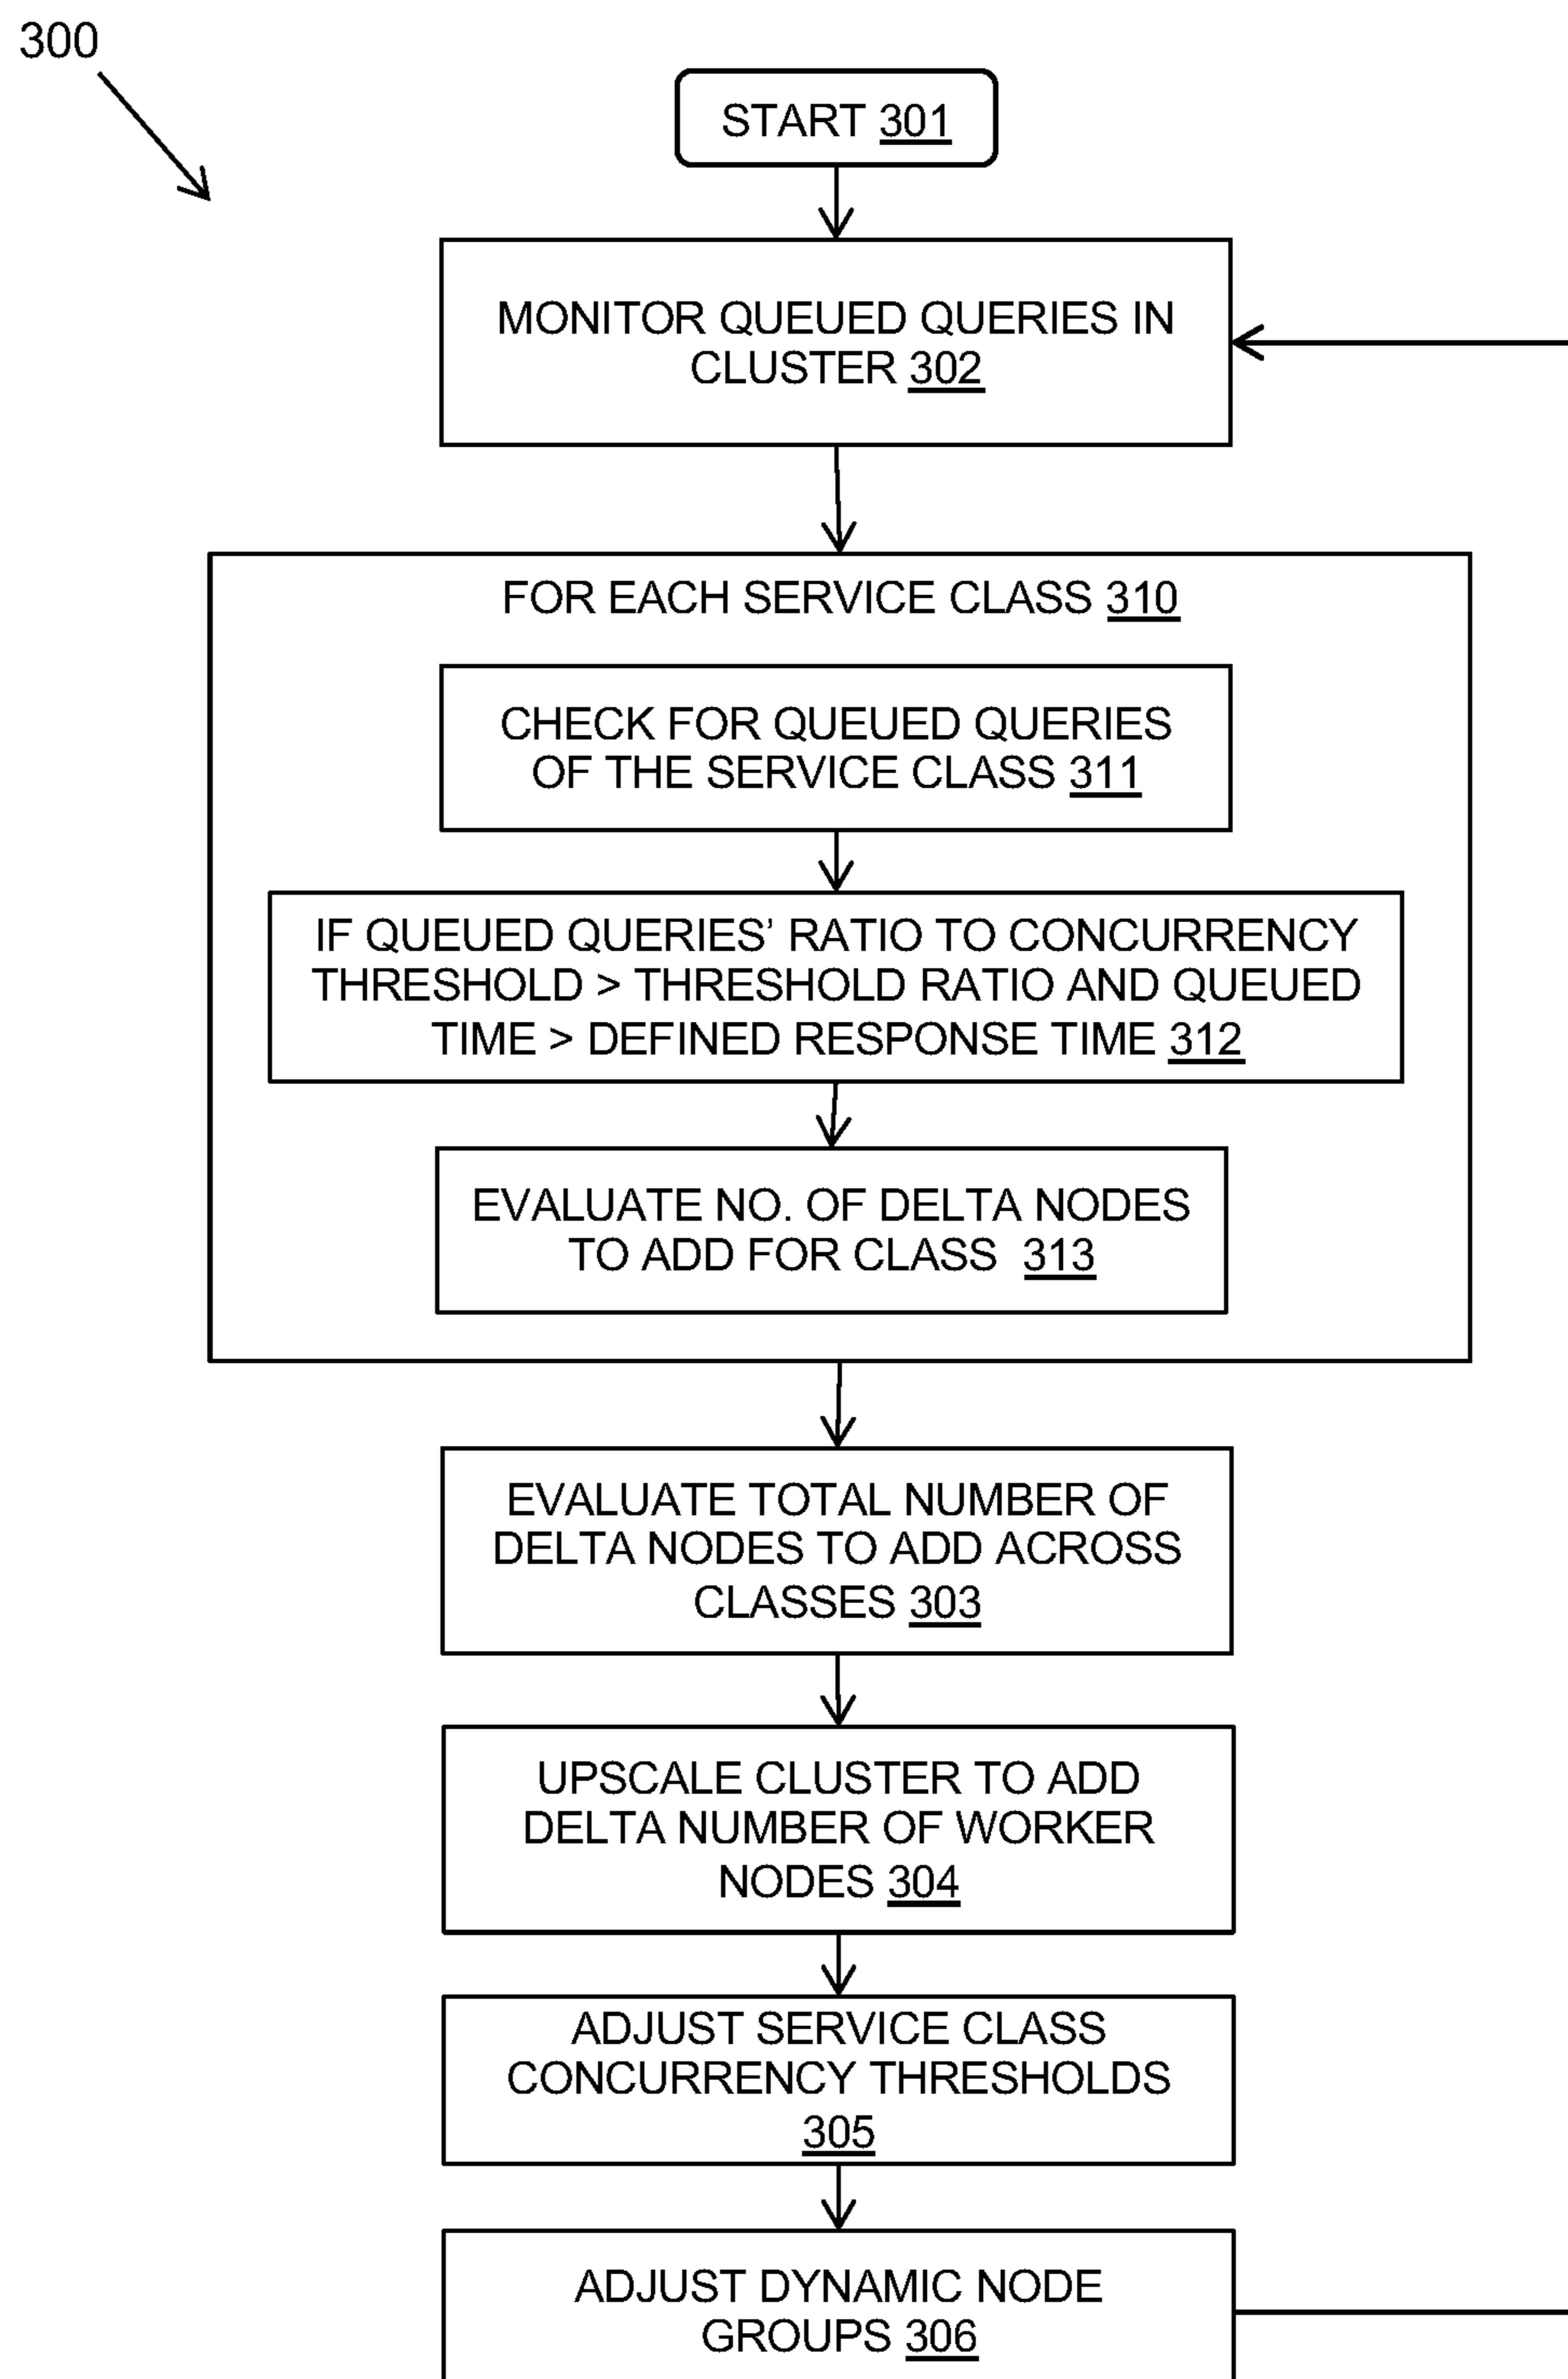 300
START 301
MONITOR QUEUED QUERIES IN
CLUSTER 302
FOR EACH SERVICE CLASS 310
CHECK FOR QUEUED QUERIES
OF THE SERVICE CLASS 311
IF QUEUED QUERIES’ RATIO TO CONCURRENCY
THRESHOLD > THRESHOLD RATIO AND QUEUED
TIME > DEFINED RESPONSE TIME 312
EVALUATE NO. OF DELTA NODES
TO ADD FOR CLASS 313
EVALUATE TOTAL NUMBER OF
DELTA NODES TO ADD ACROSS
CLASSES 303
UPSCALE CLUSTER TO ADD
DELTA NUMBER OF WORKER
NODES 304
ADJUST SERVICE CLASS
CONCURRENCY THRESHOLDS
305
ADJUST DYNAMIC NODE
GROUPS 306